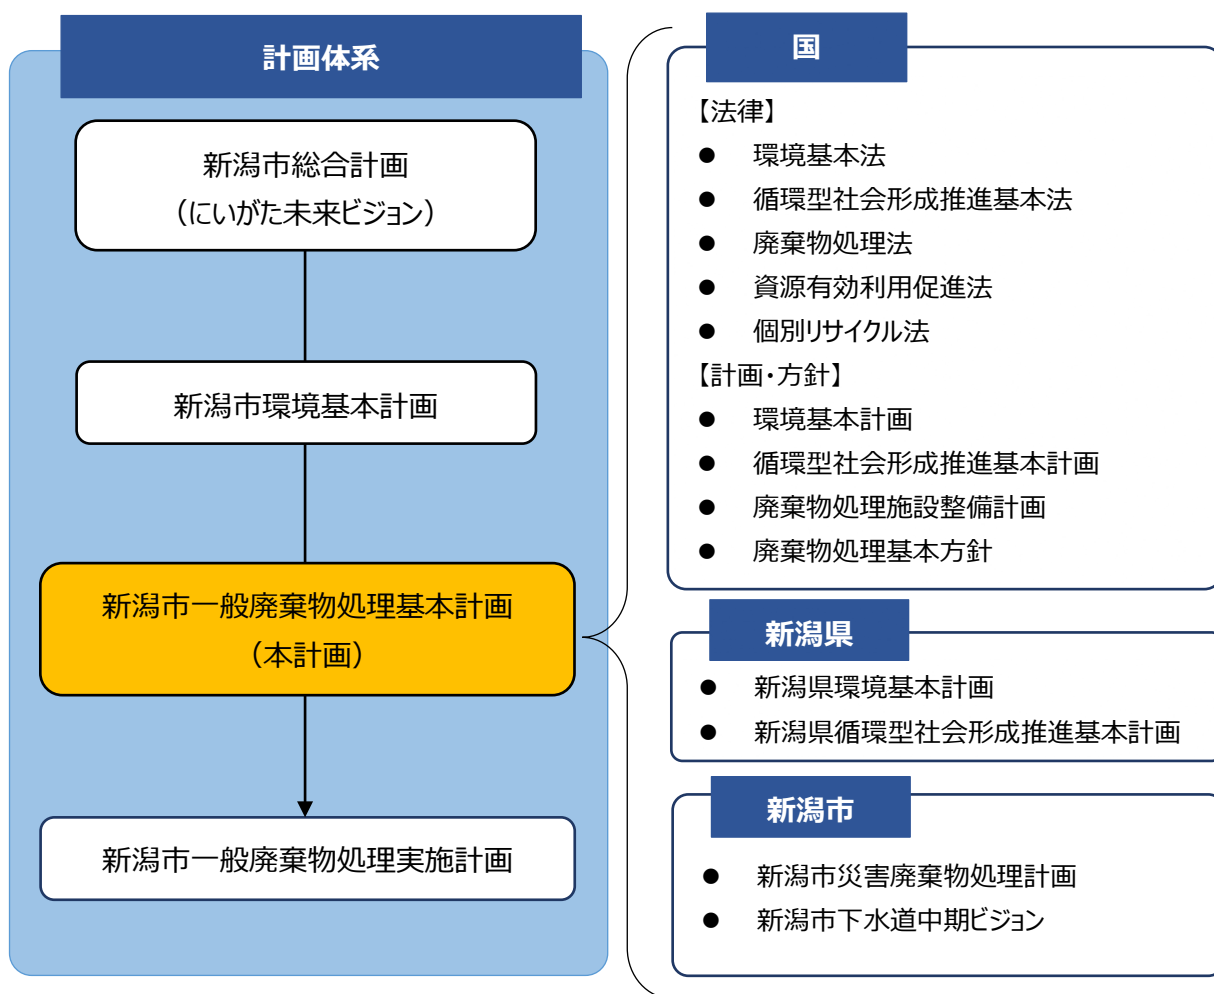 計画体系
新潟市総合計画
（にいがた未来ビジョン）
新潟市環境基本計画
新潟市一般廃棄物処理基本計画
（本計画）
新潟市一般廃棄物処理実施計画
国
【法律】
● 環境基本法
● 循環型社会形成推進基本法
● 廃棄物処理法
● 資源有効利用促進法
● 個別リサイクル法
【計画・方針】
● 環境基本計画
● 循環型社会形成推進基本計画
● 廃棄物処理施設整備計画
● 廃棄物処理基本方針
新潟県
● 新潟県環境基本計画
● 新潟県循環型社会形成推進基本計画
新潟市
● 新潟市災害廃棄物処理計画
● 新潟市下水道中期ビジョン